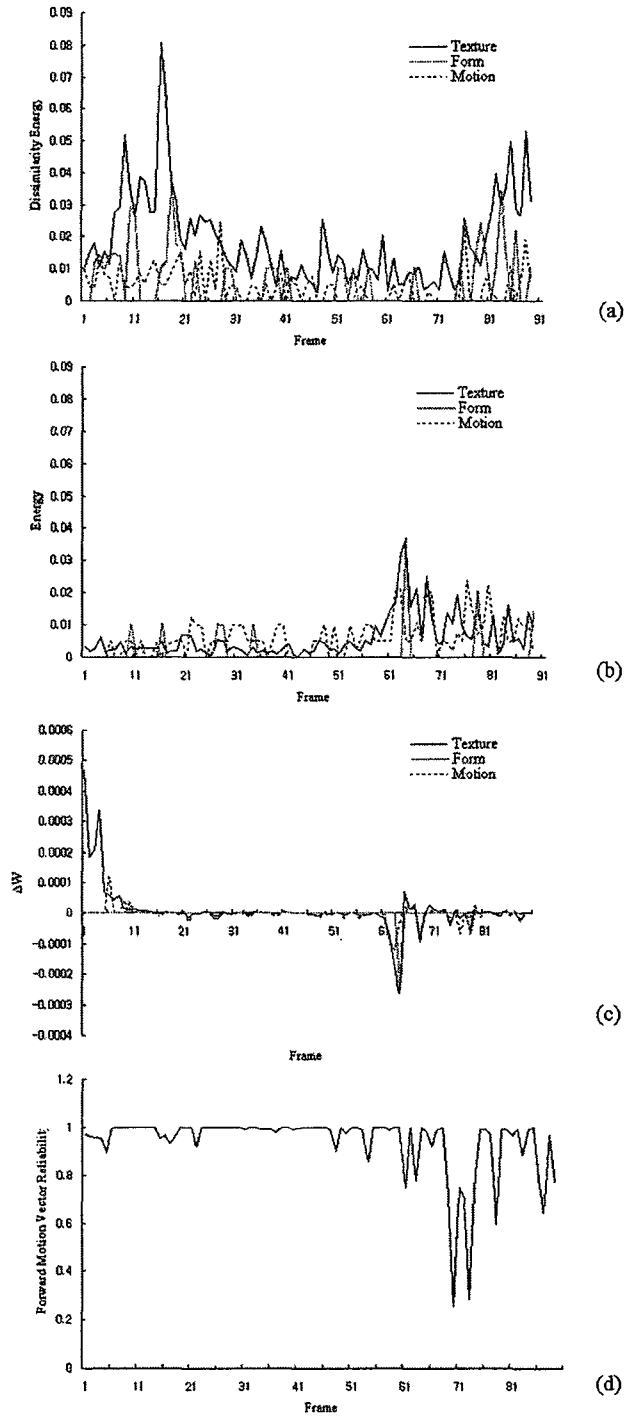 0.09
0.08
0.07
0.06
0.05
0.04
0.03
0.02
0.01
0
Dissimilarity Energy
Texture
Form
Motion
1 11 21 31 41 51 61 71 81 91
Frame
(a)
0.09
0.08
0.07
0.06
0.05
0.04
0.03
0.02
0.01
0
Energy
Texture
Form
Motion
1 11 21 31 41 51 61 71 81 91
Frame
(b)
0.0006
0.0005
0.0004
0.0003
0.0002
0.0001
0
-0.0001
-0.0002
-0.0003
-0.0004
ΔW
Texture
Form
Motion
1 11 21 31 41 51 61 71 81
Frame
(c)
1.2
1
0.8
0.6
0.4
0.2
0
Forward Motion Vector Reliability
1 11 21 31 41 51 61 71 81
Frame
(d)